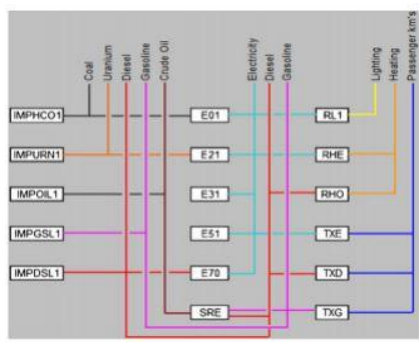 Coal
Uranium
Diesel
Gasoline
Crude Oil
Electricity
Diesel
Gasoline
Lighting
Heating
Passenger km's
IMPHCO1
E01
RL1
IMPURN1
E21
RHE
IMPOIL1
E31
RHO
IMPGSL1
E51
TXE
IMPDSL1
E70
TXD
SRE
TXG